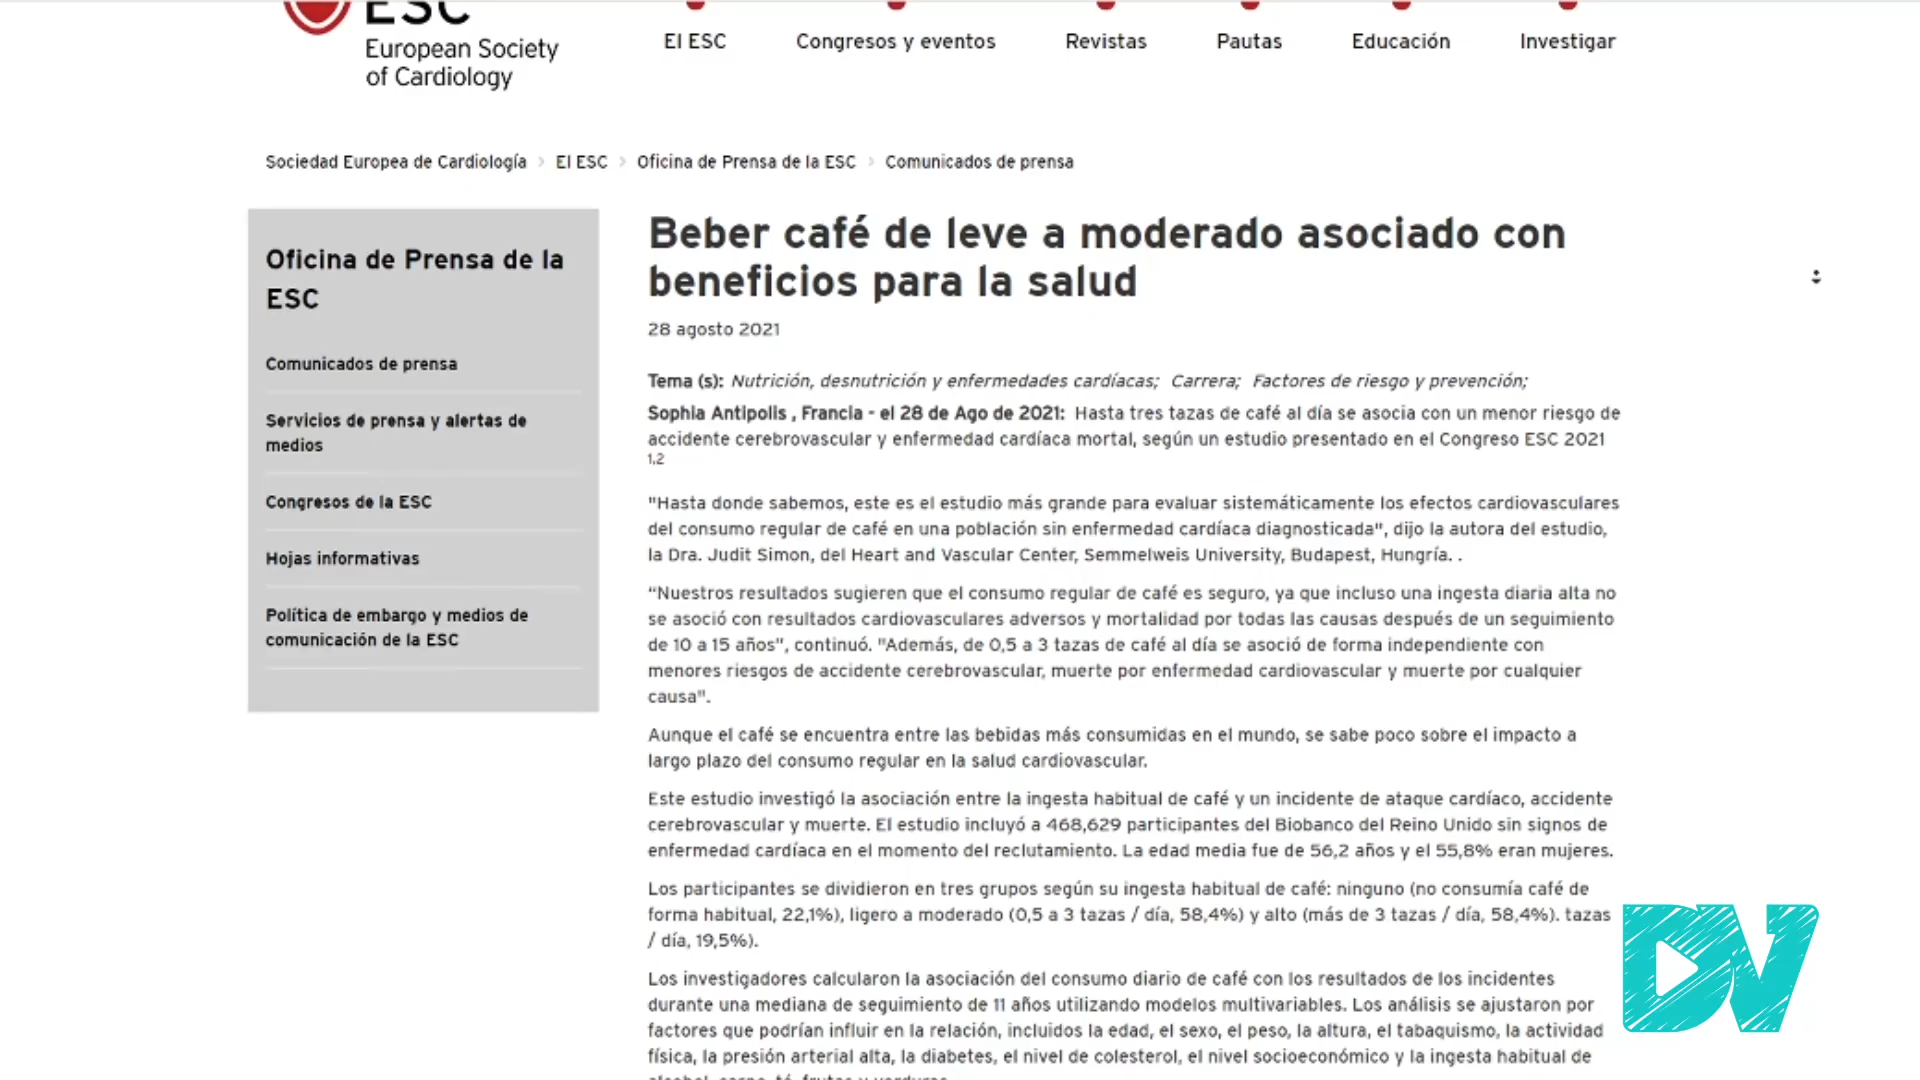 ESC
European Society
of Cardiology
El ESC
Congresos y eventos
Revistas
Pautas
Educación
Investigar
Sociedad Europea de Cardiología > El ESC > Oficina de Prensa de la ESC > Comunicados de prensa
Oficina de Prensa de la
ESC
Comunicados de prensa
Servicios de prensa y alertas de
medios
Congresos de la ESC
Hojas informativas
Política de embargo y medios de
comunicación de la ESC
Beber café de leve a moderado asociado con
beneficios para la salud
28 agosto 2021
Tema (s): Nutrición, desnutrición y enfermedades cardíacas; Carrera; Factores de riesgo y prevención;
Sophia Antipolis , Francia - el 28 de Ago de 2021: Hasta tres tazas de café al día se asocia con un menor riesgo de
accidente cerebrovascular y enfermedad cardíaca mortal, según un estudio presentado en el Congreso ESC 2021
1,2
"Hasta donde sabemos, este es el estudio más grande para evaluar sistemáticamente los efectos cardiovasculares
del consumo regular de café en una población sin enfermedad cardíaca diagnosticada", dijo la autora del estudio,
la Dra. Judit Simon, del Heart and Vascular Center, Semmelweis University, Budapest, Hungría. .
“Nuestros resultados sugieren que el consumo regular de café es seguro, ya que incluso una ingesta diaria alta no
se asoció con resultados cardiovasculares adversos y mortalidad por todas las causas después de un seguimiento
de 10 a 15 años”, continuó. "Además, de 0,5 a 3 tazas de café al día se asoció de forma independiente con
menores riesgos de accidente cerebrovascular, muerte por enfermedad cardiovascular y muerte por cualquier
causa".
Aunque el café se encuentra entre las bebidas más consumidas en el mundo, se sabe poco sobre el impacto a
largo plazo del consumo regular en la salud cardiovascular.
Este estudio investigó la asociación entre la ingesta habitual de café y un incidente de ataque cardíaco, accidente
cerebrovascular y muerte. El estudio incluyó a 468,629 participantes del Biobanco del Reino Unido sin signos de
enfermedad cardíaca en el momento del reclutamiento. La edad media fue de 56,2 años y el 55,8% eran mujeres.
Los participantes se dividieron en tres grupos según su ingesta habitual de café: ninguno (no consumía café de
forma habitual, 22,1%), ligero a moderado (0,5 a 3 tazas / día, 58,4%) y alto (más de 3 tazas / día, 58,4%). tazas
/ día, 19,5%).
Los investigadores calcularon la asociación del consumo diario de café con los resultados de los incidentes
durante una mediana de seguimiento de 11 años utilizando modelos multivariables. Los análisis se ajustaron por
factores que podrían influir en la relación, incluidos la edad, el sexo, el peso, la altura, el tabaquismo, la actividad
física, la presión arterial alta, la diabetes, el nivel de colesterol, el nivel socioeconómico y la ingesta habitual de
DV